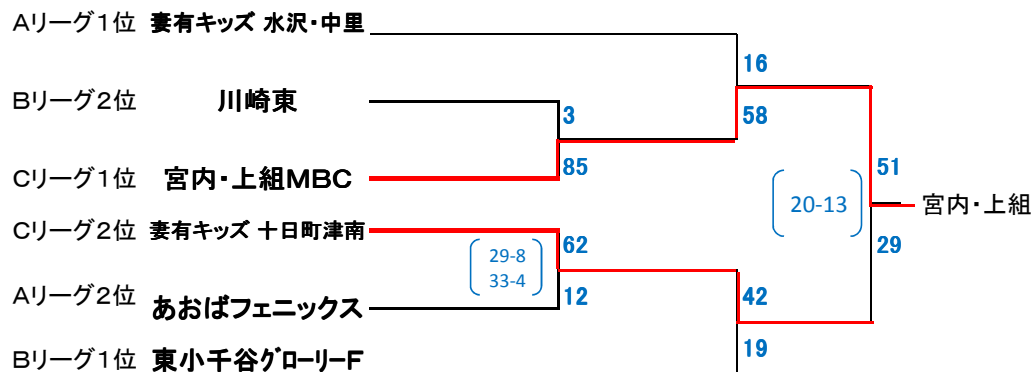 Aリーグ1位 妻有キッズ 水沢・中里
16
Bリーグ2位 川崎東
3
58
Cリーグ1位 宮内・上組MBC
85
51
20-13
宮内・上組
Cリーグ2位 妻有キッズ 十日町津南
62
29
29-8
33-4
Aリーグ2位 あおばフェニックス
12
42
Bリーグ1位 東小千谷グローリーF
19